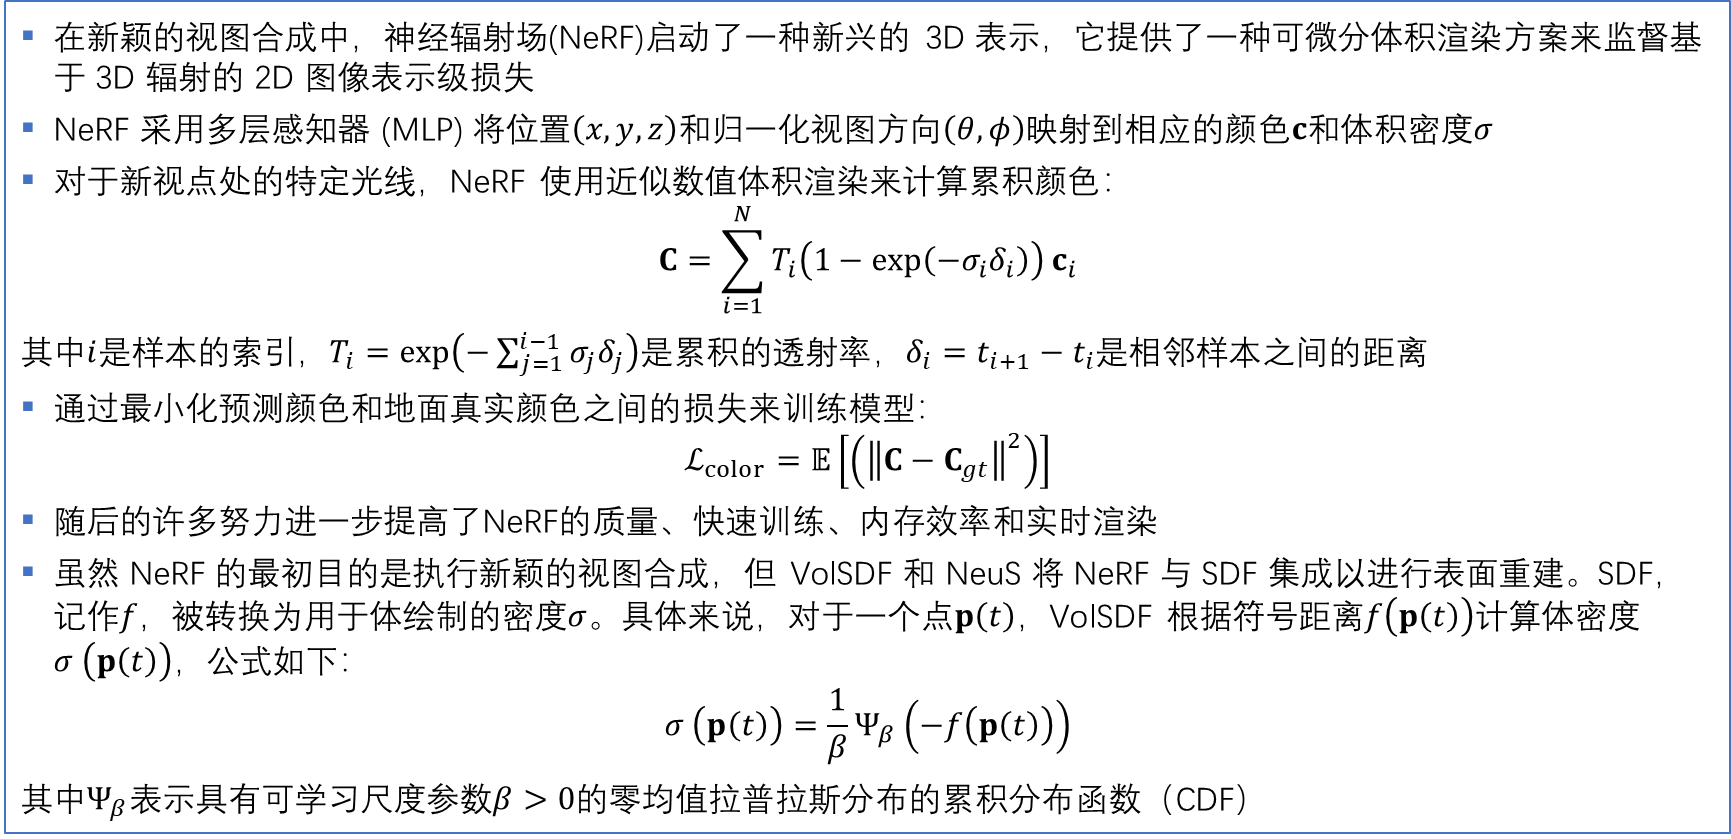 ▪ 在新颖的视图合成中，神经辐射场(NeRF)启动了一种新兴的 3D 表示，它提供了一种可微分体积渲染方案来监督基
于 3D 辐射的 2D 图像表示级损失
▪ NeRF 采用多层感知器 (MLP) 将位置(x, y, z)和归一化视图方向(θ, ϕ)映射到相应的颜色c和体积密度σ
▪ 对于新视点处的特定光线，NeRF 使用近似数值体积渲染来计算累积颜色：
C = ∑_{i=1}^{N} T_i(1 − exp(−σ_iδ_i)) c_i
其中i是样本的索引，T_i = exp(− ∑_{j=1}^{i−1} σ_jδ_j)是累积的透射率，δ_i = t_{i+1} − t_i是相邻样本之间的距离
▪ 通过最小化预测颜色和地面真实颜色之间的损失来训练模型：
ℒ_color = 𝔼[(‖C − C_{gt}‖^2)]
▪ 随后的许多努力进一步提高了NeRF的质量、快速训练、内存效率和实时渲染
▪ 虽然 NeRF 的最初目的是执行新颖的视图合成，但 VolSDF 和 NeuS 将 NeRF 与 SDF 集成以进行表面重建。SDF，
记作f，被转换为用于体绘制的密度σ。具体来说，对于一个点p(t)，VolSDF 根据符号距离f(p(t))计算体密度
σ (p(t))，公式如下：
σ (p(t)) = \frac{1}{β} Ψ_β (−f(p(t)))
其中Ψ_β表示具有可学习尺度参数β > 0的零均值拉普拉斯分布的累积分布函数（CDF）